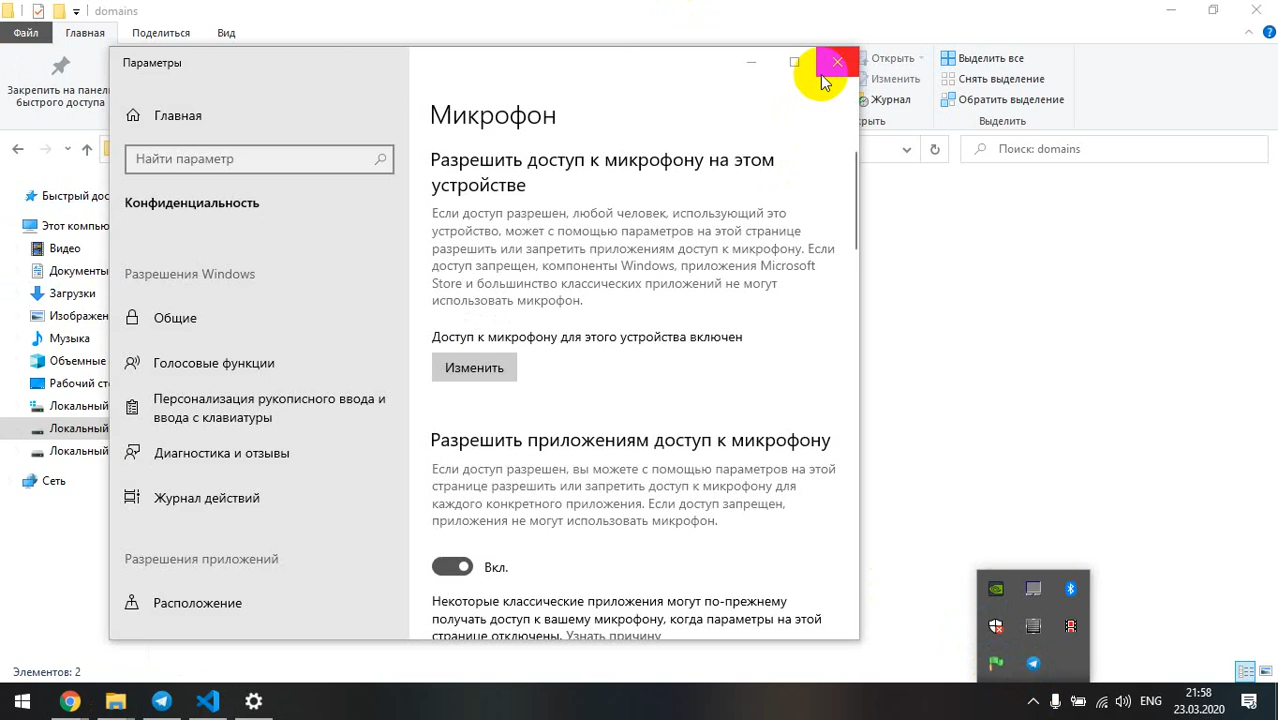 domains
Файл
Главная
Поделиться
Вид
Закрепить на панел
быстрого доступа
Открыть
Изменить
Журнал
крыть
Выделить все
Снять выделение
Обратить выделение
Выделить
Поиск: domains
Быстрый дос
Этот компью
Видео
Документы
Загрузки
Изображен
Музыка
Объемные
Рабочий сто
Локальный
Локальный
Локальный
Сеть
Параметры
Главная
Найти параметр
Конфиденциальность
Разрешения Windows
Общие
Голосовые функции
Персонализация рукописного ввода и
ввода с клавиатуры
Диагностика и отзывы
Журнал действий
Разрешения приложений
Расположение
Микрофон
Разрешить доступ к микрофону на этом
устройстве
Если доступ разрешен, любой человек, использующий это
устройство, может с помощью параметров на этой странице
разрешить или запретить приложениям доступ к микрофону. Если
доступ запрещен, компоненты Windows, приложения Microsoft
Store и большинство классических приложений не могут
использовать микрофон.
Доступ к микрофону для этого устройства включен
Изменить
Разрешить приложениям доступ к микрофону
Если доступ разрешен, вы можете с помощью параметров на этой
странице разрешить или запретить доступ к микрофону для
каждого конкретного приложения. Если доступ запрещен,
приложения не могут использовать микрофон.
Вкл.
Некоторые классические приложения могут по-прежнему
получать доступ к вашему микрофону, когда параметры на этой
странице отключены. Узнать причину
Элементов: 2
ENG
21:58
23.03.2020